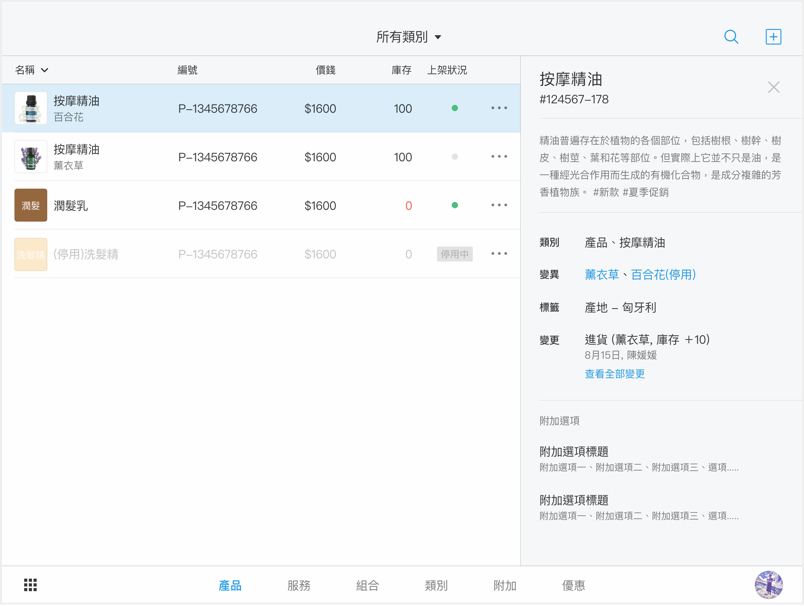 所有類別
名稱 編號 價錢 庫存 上架狀況
按摩精油
百合花
P-1345678766 $1600 100
按摩精油
薰衣草
P-1345678766 $1600 100
潤髮 潤髮乳 P-1345678766 $1600 0
洗髮精 (停用)洗髮精 P-1345678766 $1600 0 停用中
按摩精油
#124567-178
精油普遍存在於植物的各個部位，包括樹根、樹幹、樹
皮、樹莖、葉和花等部位。但實際上它並不只是油，是
一種經光合作用而生成的有機化合物，是成分複雜的芳
香植物族。 #新款 #夏季促銷
類別 產品、按摩精油
變異 薰衣草、百合花(停用)
標籤 產地 – 匈牙利
變更 進貨 (薰衣草, 庫存 +10)
8月15日, 陳媛媛
查看全部變更
附加選項
附加選項標題
附加選項一、附加選項二、附加選項三、選項.....
附加選項標題
附加選項一、附加選項二、附加選項三、選項.....
產品 服務 組合 類別 附加 優惠